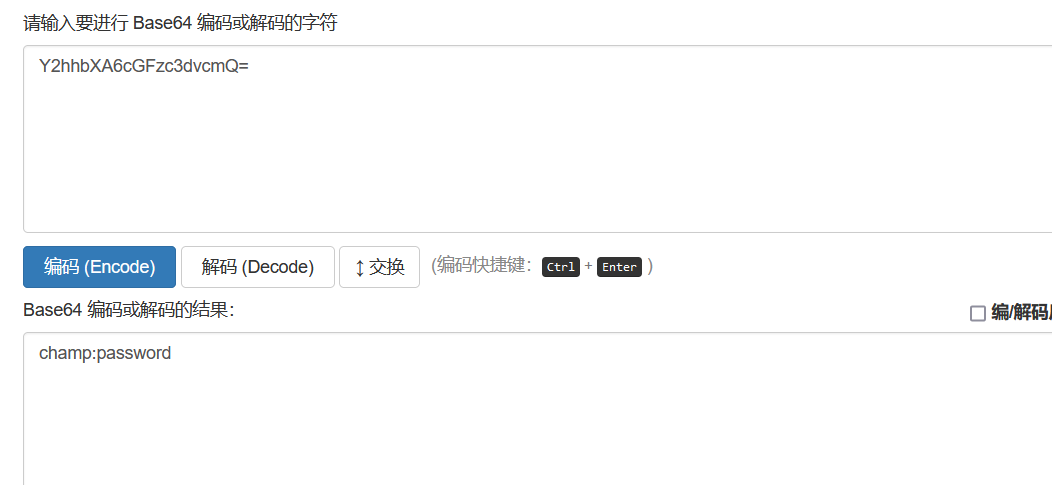 请输入要进行 Base64 编码或解码的字符
Y2hhbXA6cGFzc3dvcmQ=
编码 (Encode) 解码 (Decode) ↕ 交换 (编码快捷键： Ctrl + Enter )
Base64 编码或解码的结果： 编/解码
champ:password